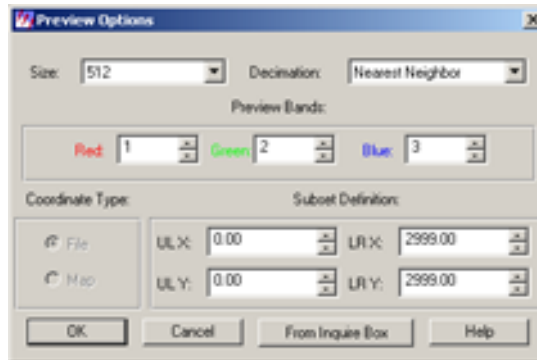 Preview Options
Size: 512 Decimation: Nearest Neighbor
Preview Bands:
Red: 1 Green: 2 Blue: 3
Coordinate Type: Subset Definition:
File UL X: 0.00 LR X: 2999.00
Map UL Y: 0.00 LR Y: 2999.00
OK Cancel From Inquire Box Help